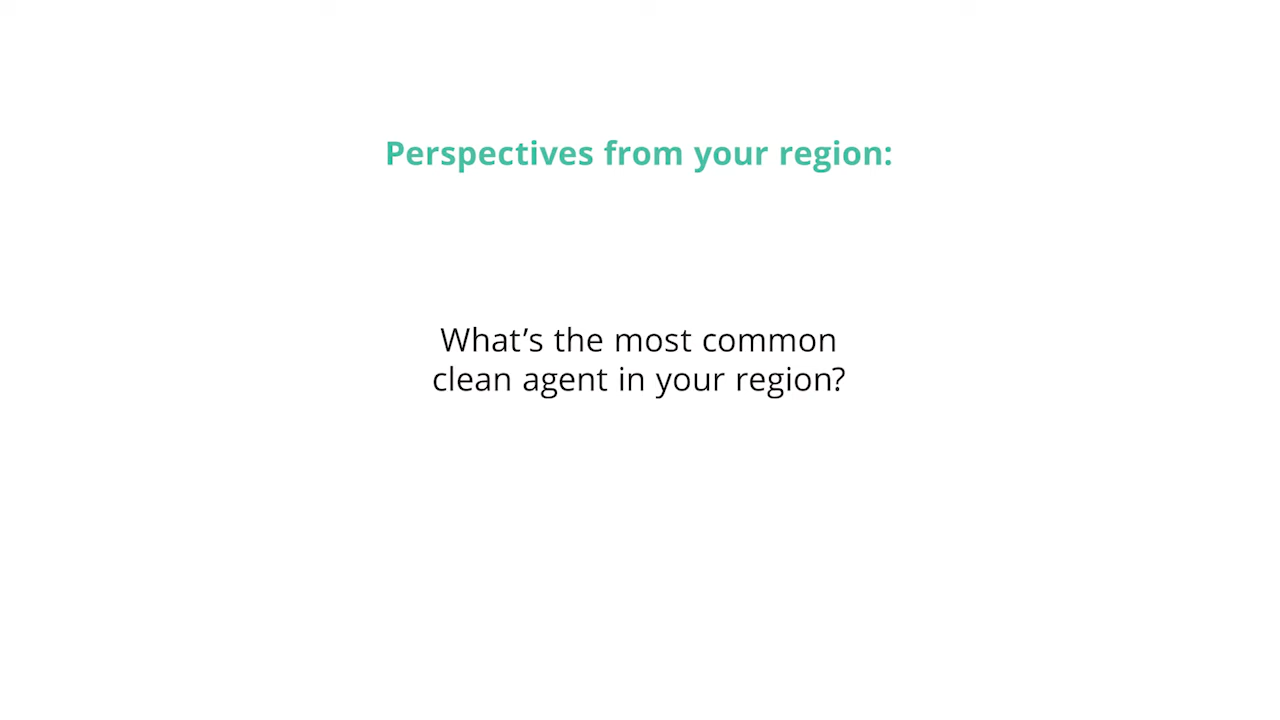 Perspectives from your region:
What’s the most common
clean agent in your region?